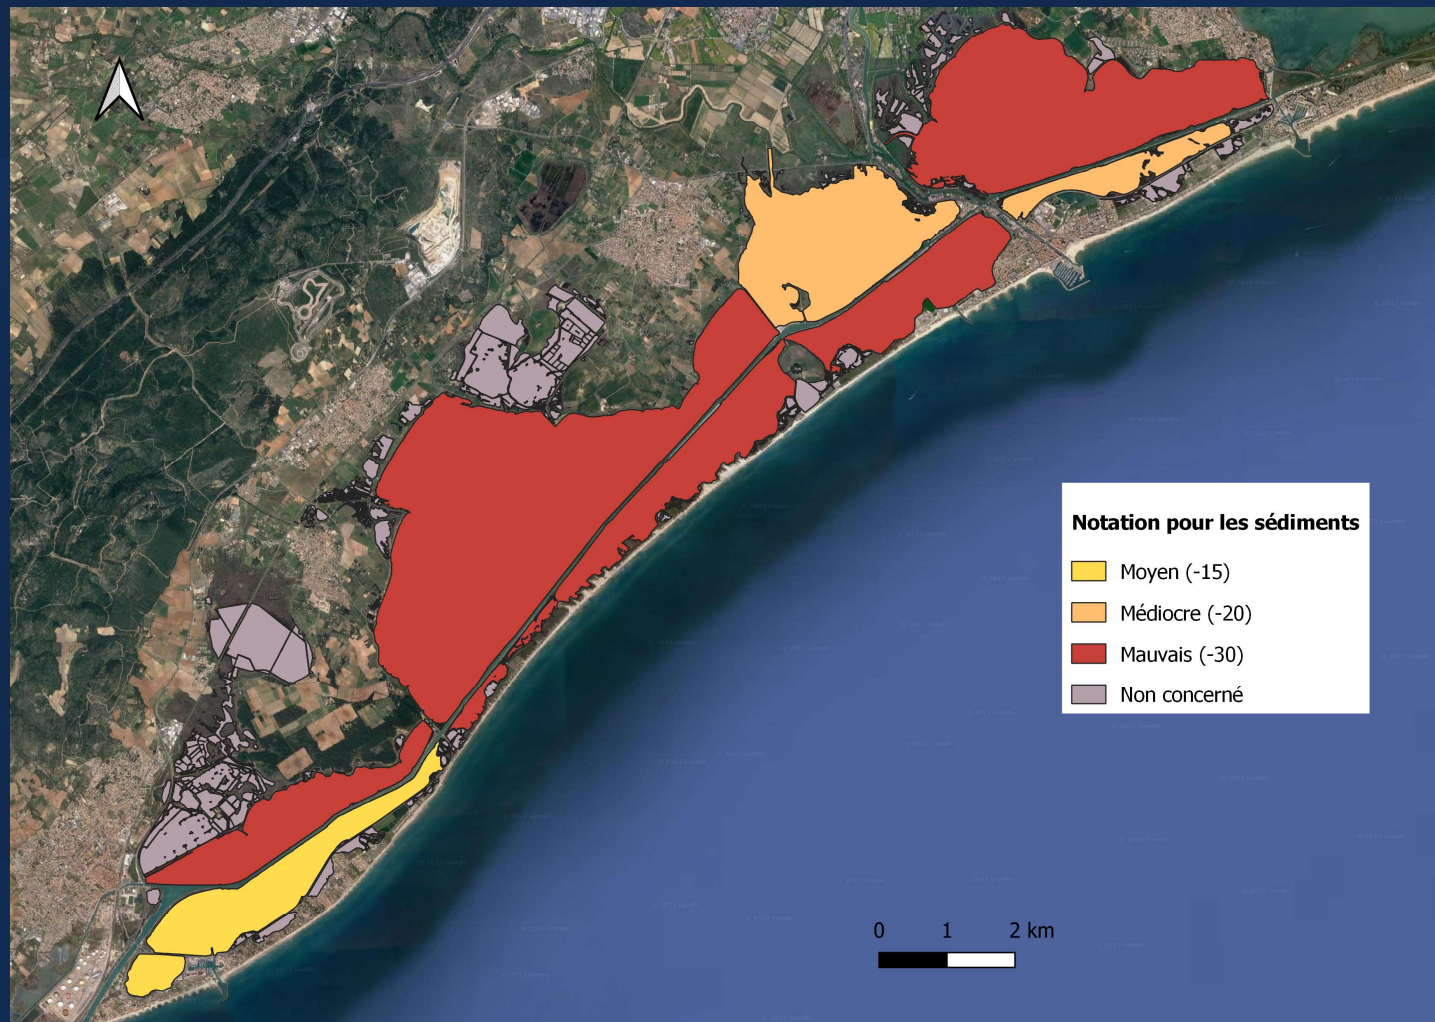 Notation pour les sédiments
Moyen (-15)
Médiocre (-20)
Mauvais (-30)
Non concerné
0 1 2 km